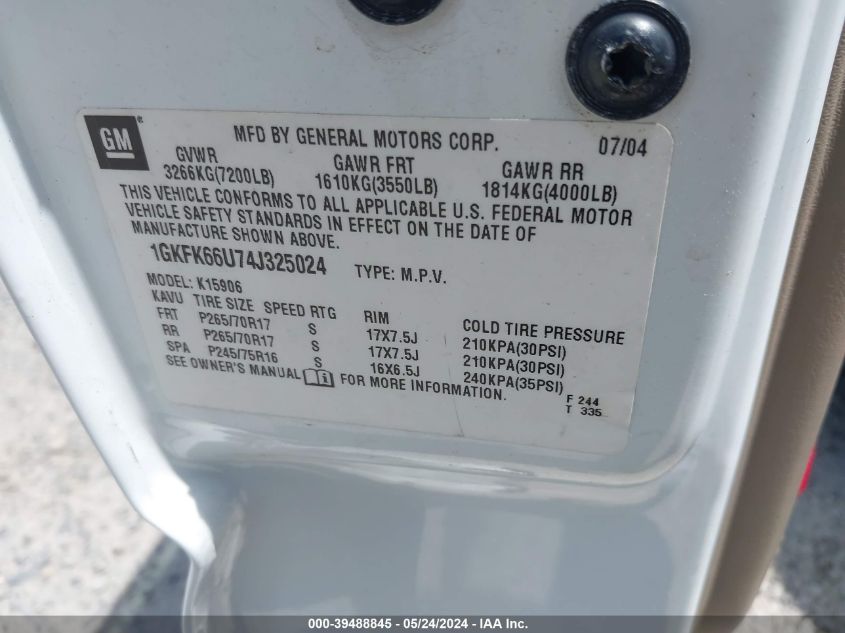 GM
MFD BY GENERAL MOTORS CORP. 07/04
GVWR GAWR FRT GAWR RR
3266KG(7200LB) 1610KG(3550LB) 1814KG(4000LB)
THIS VEHICLE CONFORMS TO ALL APPLICABLE U.S. FEDERAL MOTOR
VEHICLE SAFETY STANDARDS IN EFFECT ON THE DATE OF
MANUFACTURE SHOWN ABOVE.
1GKFK66U74J325024 TYPE: M.P.V.
MODEL: K15906
KAVU TIRE SIZE SPEED RTG RIM COLD TIRE PRESSURE
FRT P265/70R17 S 17X7.5J 210KPA(30PSI)
RR P265/70R17 S 17X7.5J 210KPA(30PSI)
SPA P245/75R16 S 16X6.5J 240KPA(35PSI)
SEE OWNER'S MANUAL FOR MORE INFORMATION.
F 244
T 335
000-39488845 - 05/24/2024 - IAA Inc.